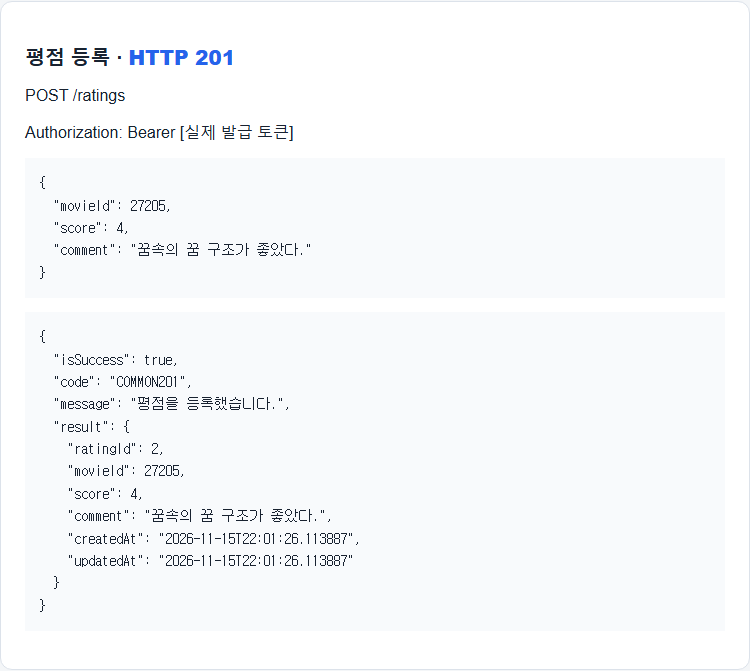 평점 등록 · HTTP 201
POST /ratings
Authorization: Bearer [실제 발급 토큰]
{
  "movieId": 27205,
  "score": 4,
  "comment": "꿈속의 꿈 구조가 좋았다."
}
{
  "isSuccess": true,
  "code": "COMMON201",
  "message": "평점을 등록했습니다.",
  "result": {
    "ratingId": 2,
    "movieId": 27205,
    "score": 4,
    "comment": "꿈속의 꿈 구조가 좋았다.",
    "createdAt": "2026-11-15T22:01:26.113887",
    "updatedAt": "2026-11-15T22:01:26.113887"
  }
}